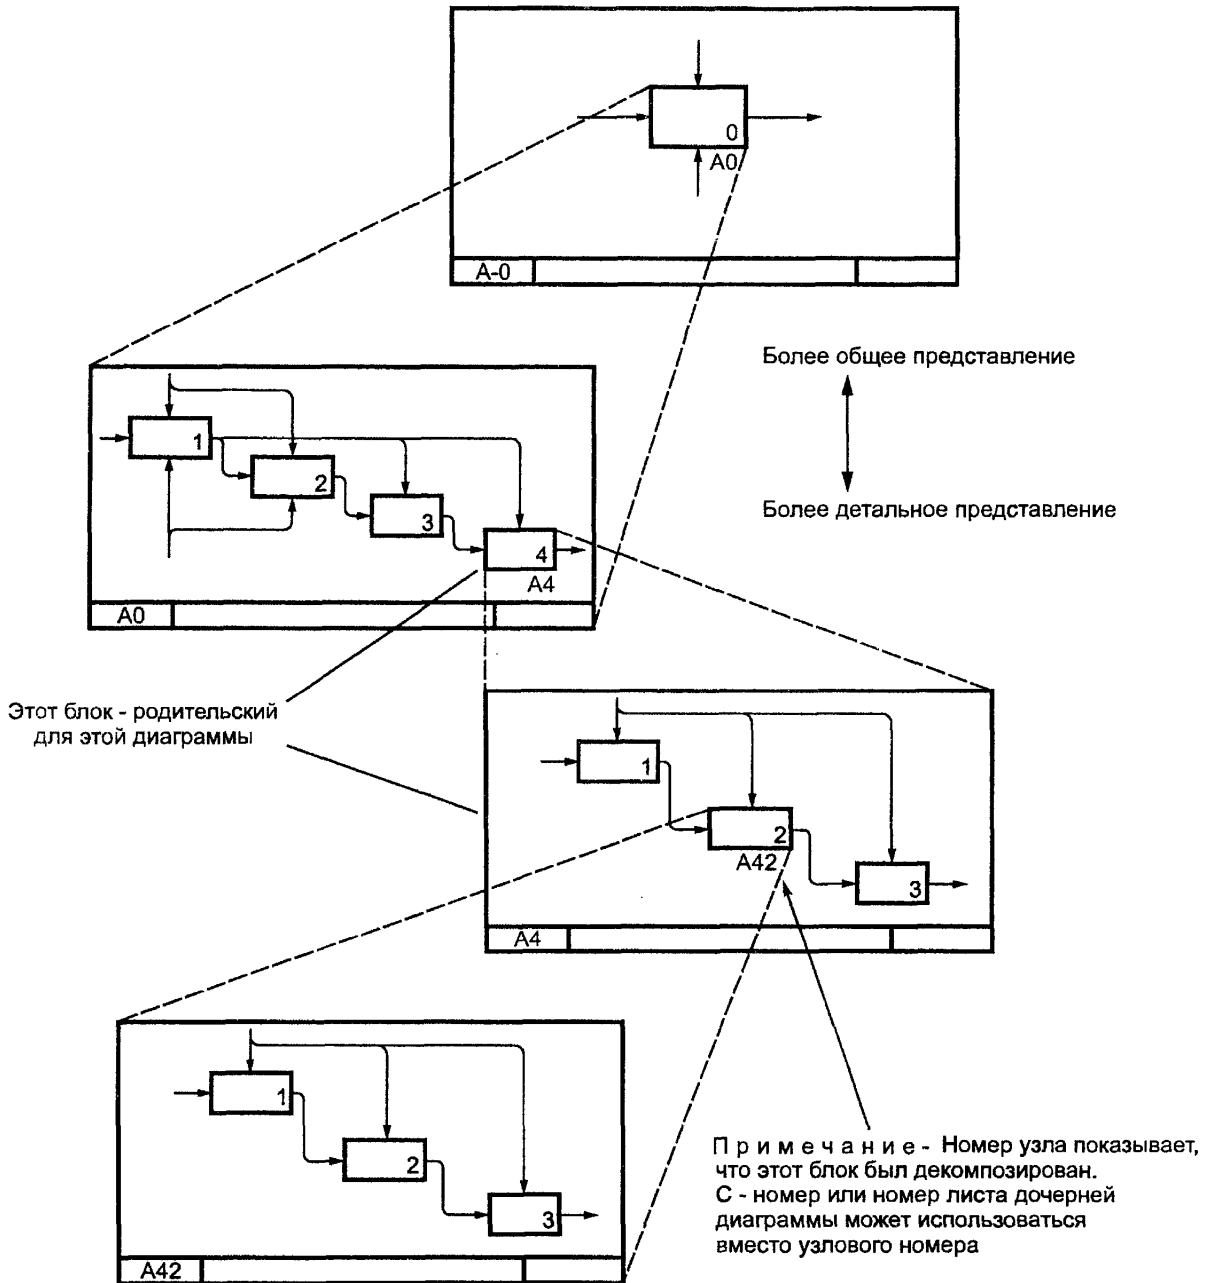 0
A0
A-0
Более общее представление
Более детальное представление
1
2
3
4
A4
A0
Этот блок - родительский
для этой диаграммы
1
2
A42
3
A4
1
2
3
A42
П р и м е ч а н и е - Номер узла показывает,
что этот блок был декомпозирован.
С - номер или номер листа дочерней
диаграммы может использоваться
вместо узлового номера